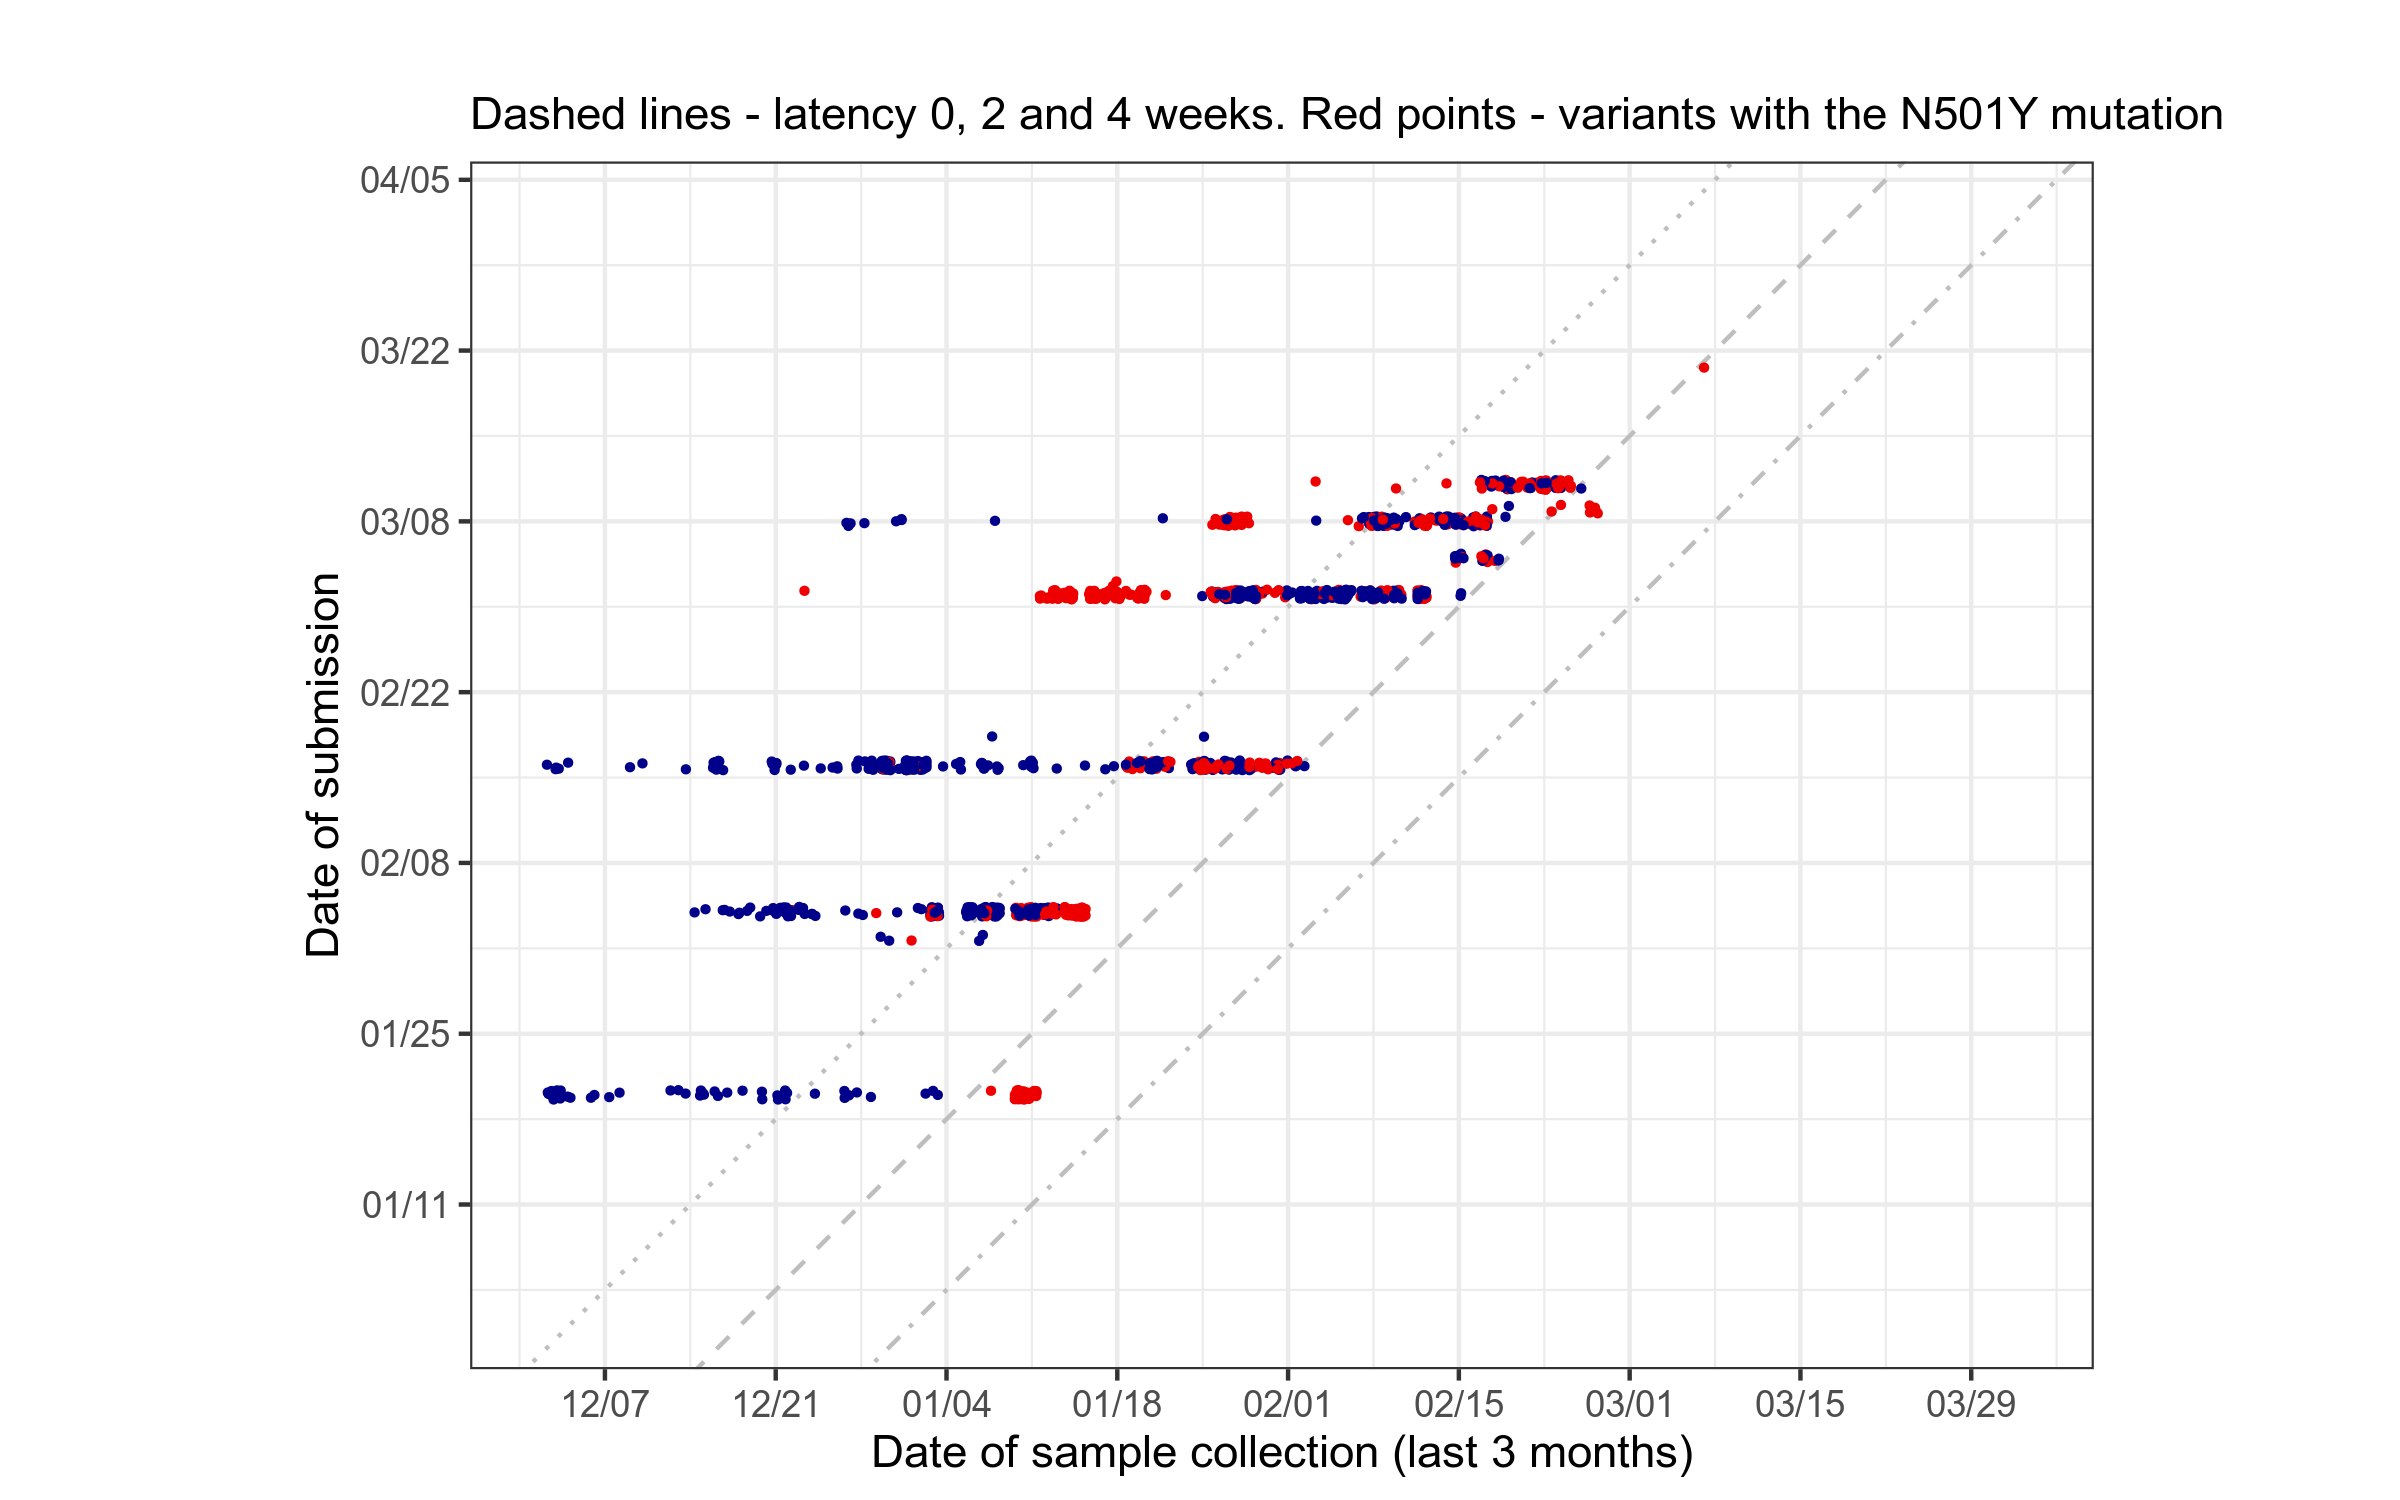 Dashed lines - latency 0, 2 and 4 weeks. Red points - variants with the N501Y mutation
Date of submission
04/05
03/22
03/08
02/22
02/08
01/25
01/11
12/07 12/21 01/04 01/18 02/01 02/15 03/01 03/15 03/29
Date of sample collection (last 3 months)